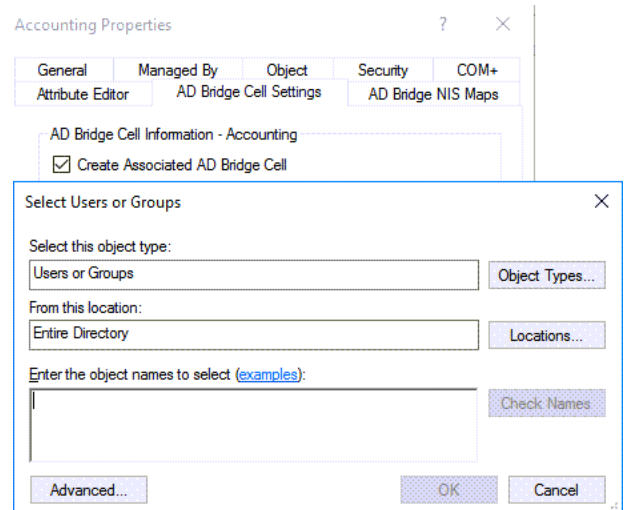 Accounting Properties ? ×
General Managed By Object Security COM+
Attribute Editor AD Bridge Cell Settings AD Bridge NIS Maps
AD Bridge Cell Information - Accounting
Create Associated AD Bridge Cell
Select Users or Groups ×
Select this object type:
Users or Groups Object Types...
From this location:
Entire Directory Locations...
Enter the object names to select (examples):
Check Names
Advanced... OK Cancel